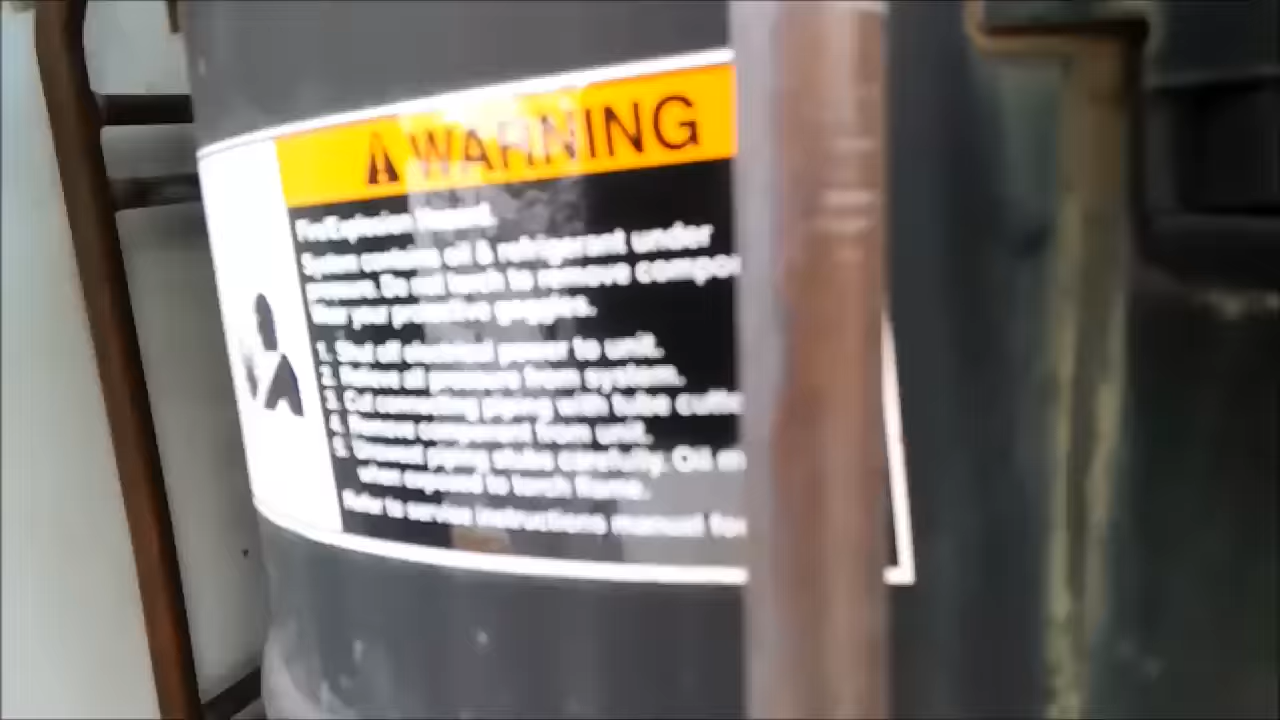 WARNING
Fire/Explosion Hazard.
System contains oil & refrigerant under
pressure. Do not torch to remove
Wear your protective goggles.
1. Shut off electrical power to unit.
2. Relieve all pressure from system.
3. Cut connecting piping with tube
4. Remove component from unit.
5. Unsweat piping stubs carefully. Oil
when exposed to torch flame.
Refer to service instructions manual for